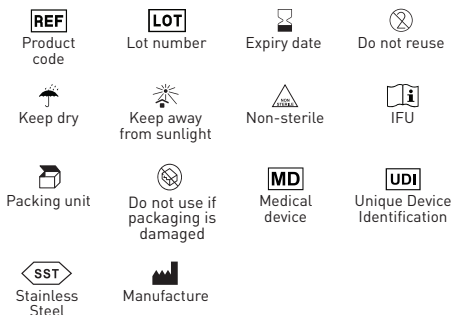 REF LOT
Product code Lot number Expiry date Do not reuse
NON STERILE i
Keep dry Keep away from sunlight Non-sterile IFU
MD UDI
Packing unit Do not use if packaging is damaged Medical device Unique Device Identification
SST
Stainless Steel Manufacture